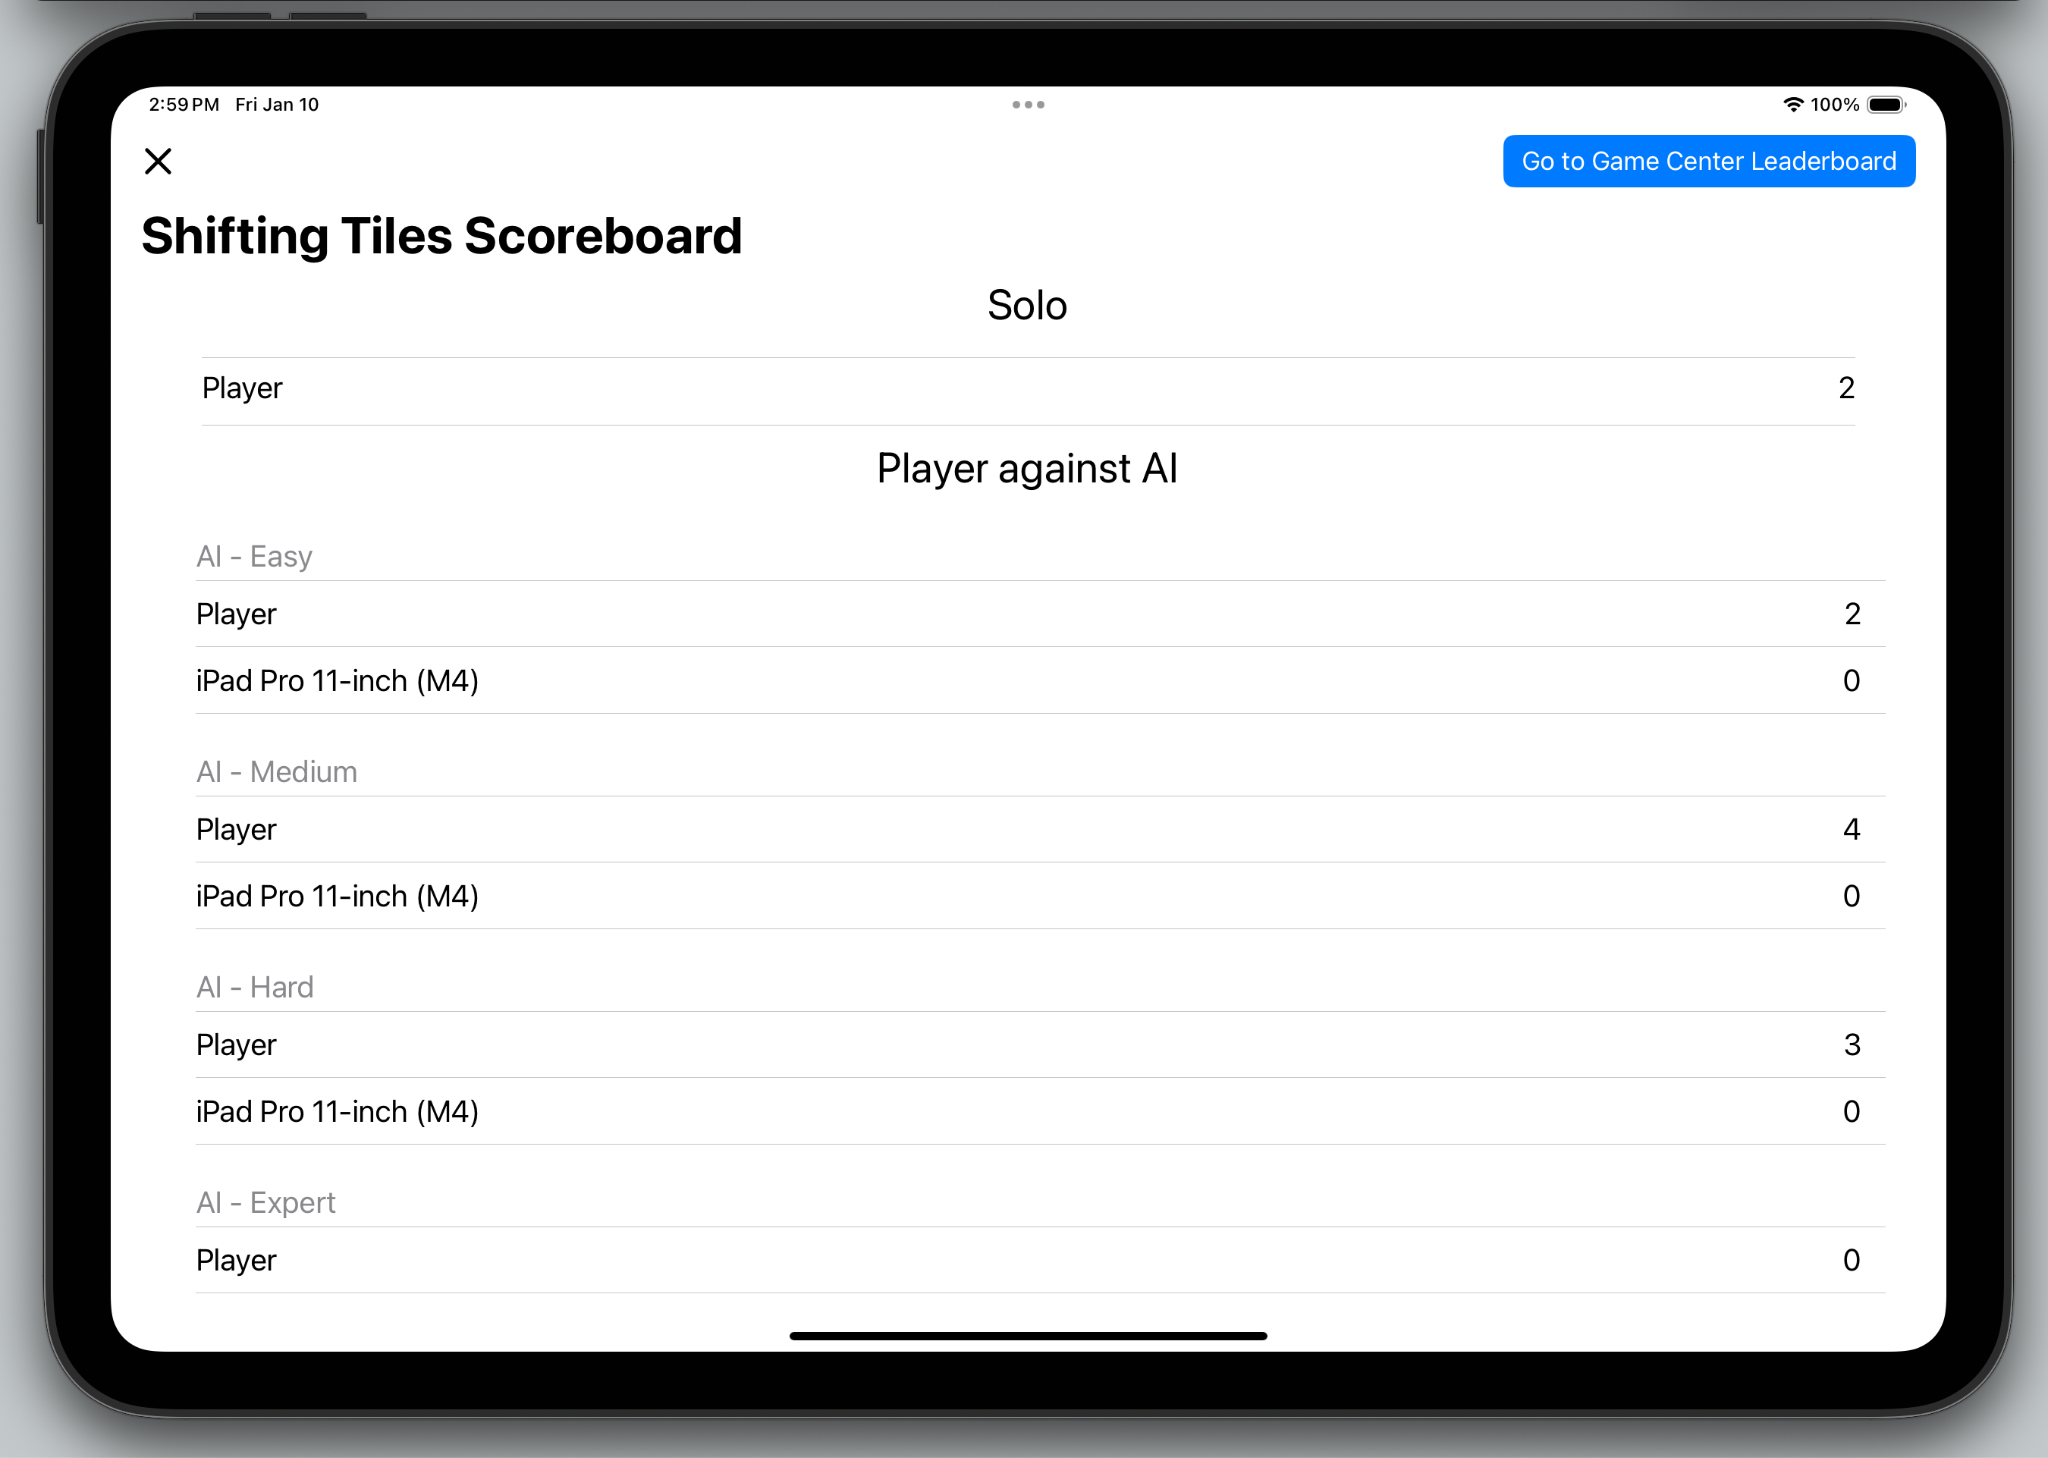 2:59 PM Fri Jan 10
100%
Go to Game Center Leaderboard
Shifting Tiles Scoreboard
Solo
Player 2
Player against AI
AI - Easy
Player 2
iPad Pro 11-inch (M4) 0
AI - Medium
Player 4
iPad Pro 11-inch (M4) 0
AI - Hard
Player 3
iPad Pro 11-inch (M4) 0
AI - Expert
Player 0